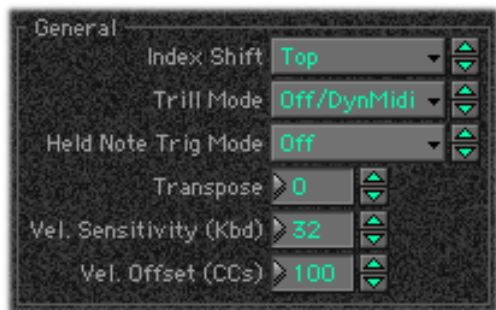 General
Index Shift Top
Trill Mode Off/DynMidi
Held Note Trig Mode Off
Transpose 0
Vel. Sensitivity (Kbd) 32
Vel. Offset (CCs) 100